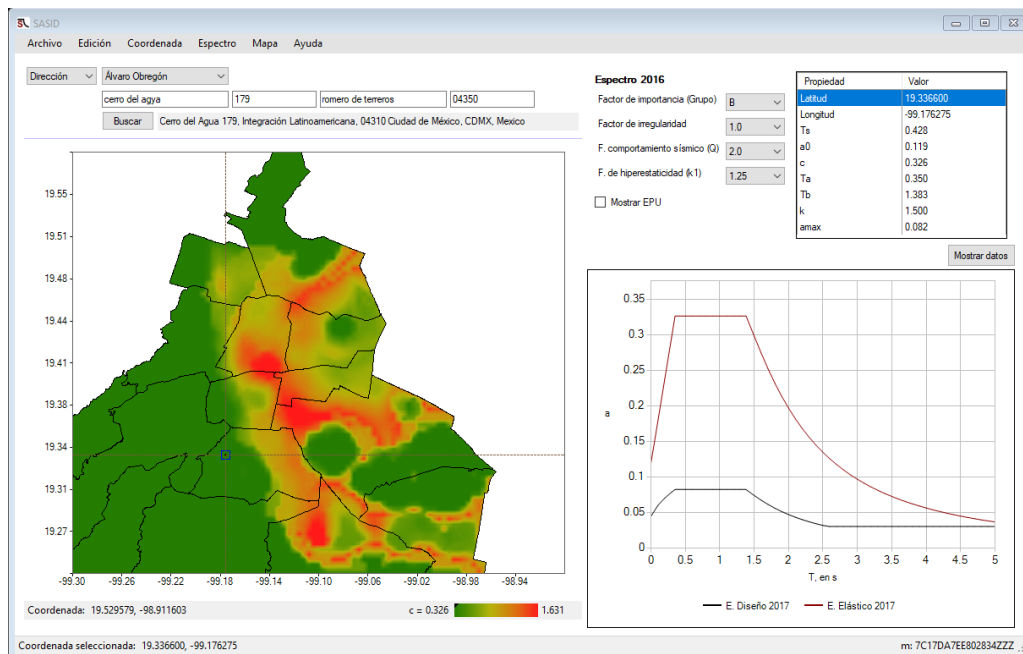 SASID
Archivo Edición Coordenada Espectro Mapa Ayuda
Dirección Álvaro Obregón
cerro del agya 179 romero de terreros 04350
Buscar Cerro del Agua 179, Integración Latinoamericana, 04310 Ciudad de México, CDMX, Mexico
19.55
19.51
19.48
19.44
19.41
19.38
19.34
19.31
19.27
-99.30 -99.26 -99.22 -99.18 -99.14 -99.10 -99.06 -99.02 -98.98 -98.94
Coordenada: 19.529579, -98.911603 c = 0.326 1.631
Espectro 2016
Factor de importancia (Grupo) B
Factor de irregularidad 1.0
F. comportamiento sísmico (Q) 2.0
F. de hiperestaticidad (k1) 1.25
Mostrar EPU
Propiedad Valor
Latitud 19.336600
Longitud -99.176275
Ts 0.428
a0 0.119
c 0.326
Ta 0.350
Tb 1.383
k 1.500
amax 0.082
Mostrar datos
0.35
0.3
0.25
0.2
0.15
0.1
0.05
0
a
0 0.5 1 1.5 2 2.5 3 3.5 4 4.5 5
T, en s
E. Diseño 2017 E. Elástico 2017
Coordenada seleccionada: 19.336600, -99.176275 m: 7C17DA7EE802834ZZZ